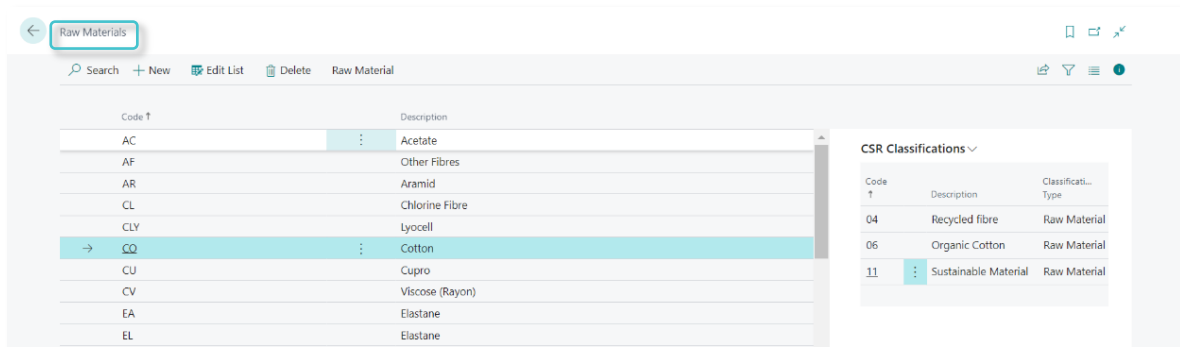 Raw Materials
Search New Edit List Delete Raw Material
Code ↑ Description
AC Acetate
AF Other Fibres
AR Aramid
CL Chlorine Fibre
CLY Lyocell
CO Cotton
CU Cupro
CV Viscose (Rayon)
EA Elastane
EL Elastane
CSR Classifications
Code ↑ Description Classificati... Type
04 Recycled fibre Raw Material
06 Organic Cotton Raw Material
11 Sustainable Material Raw Material